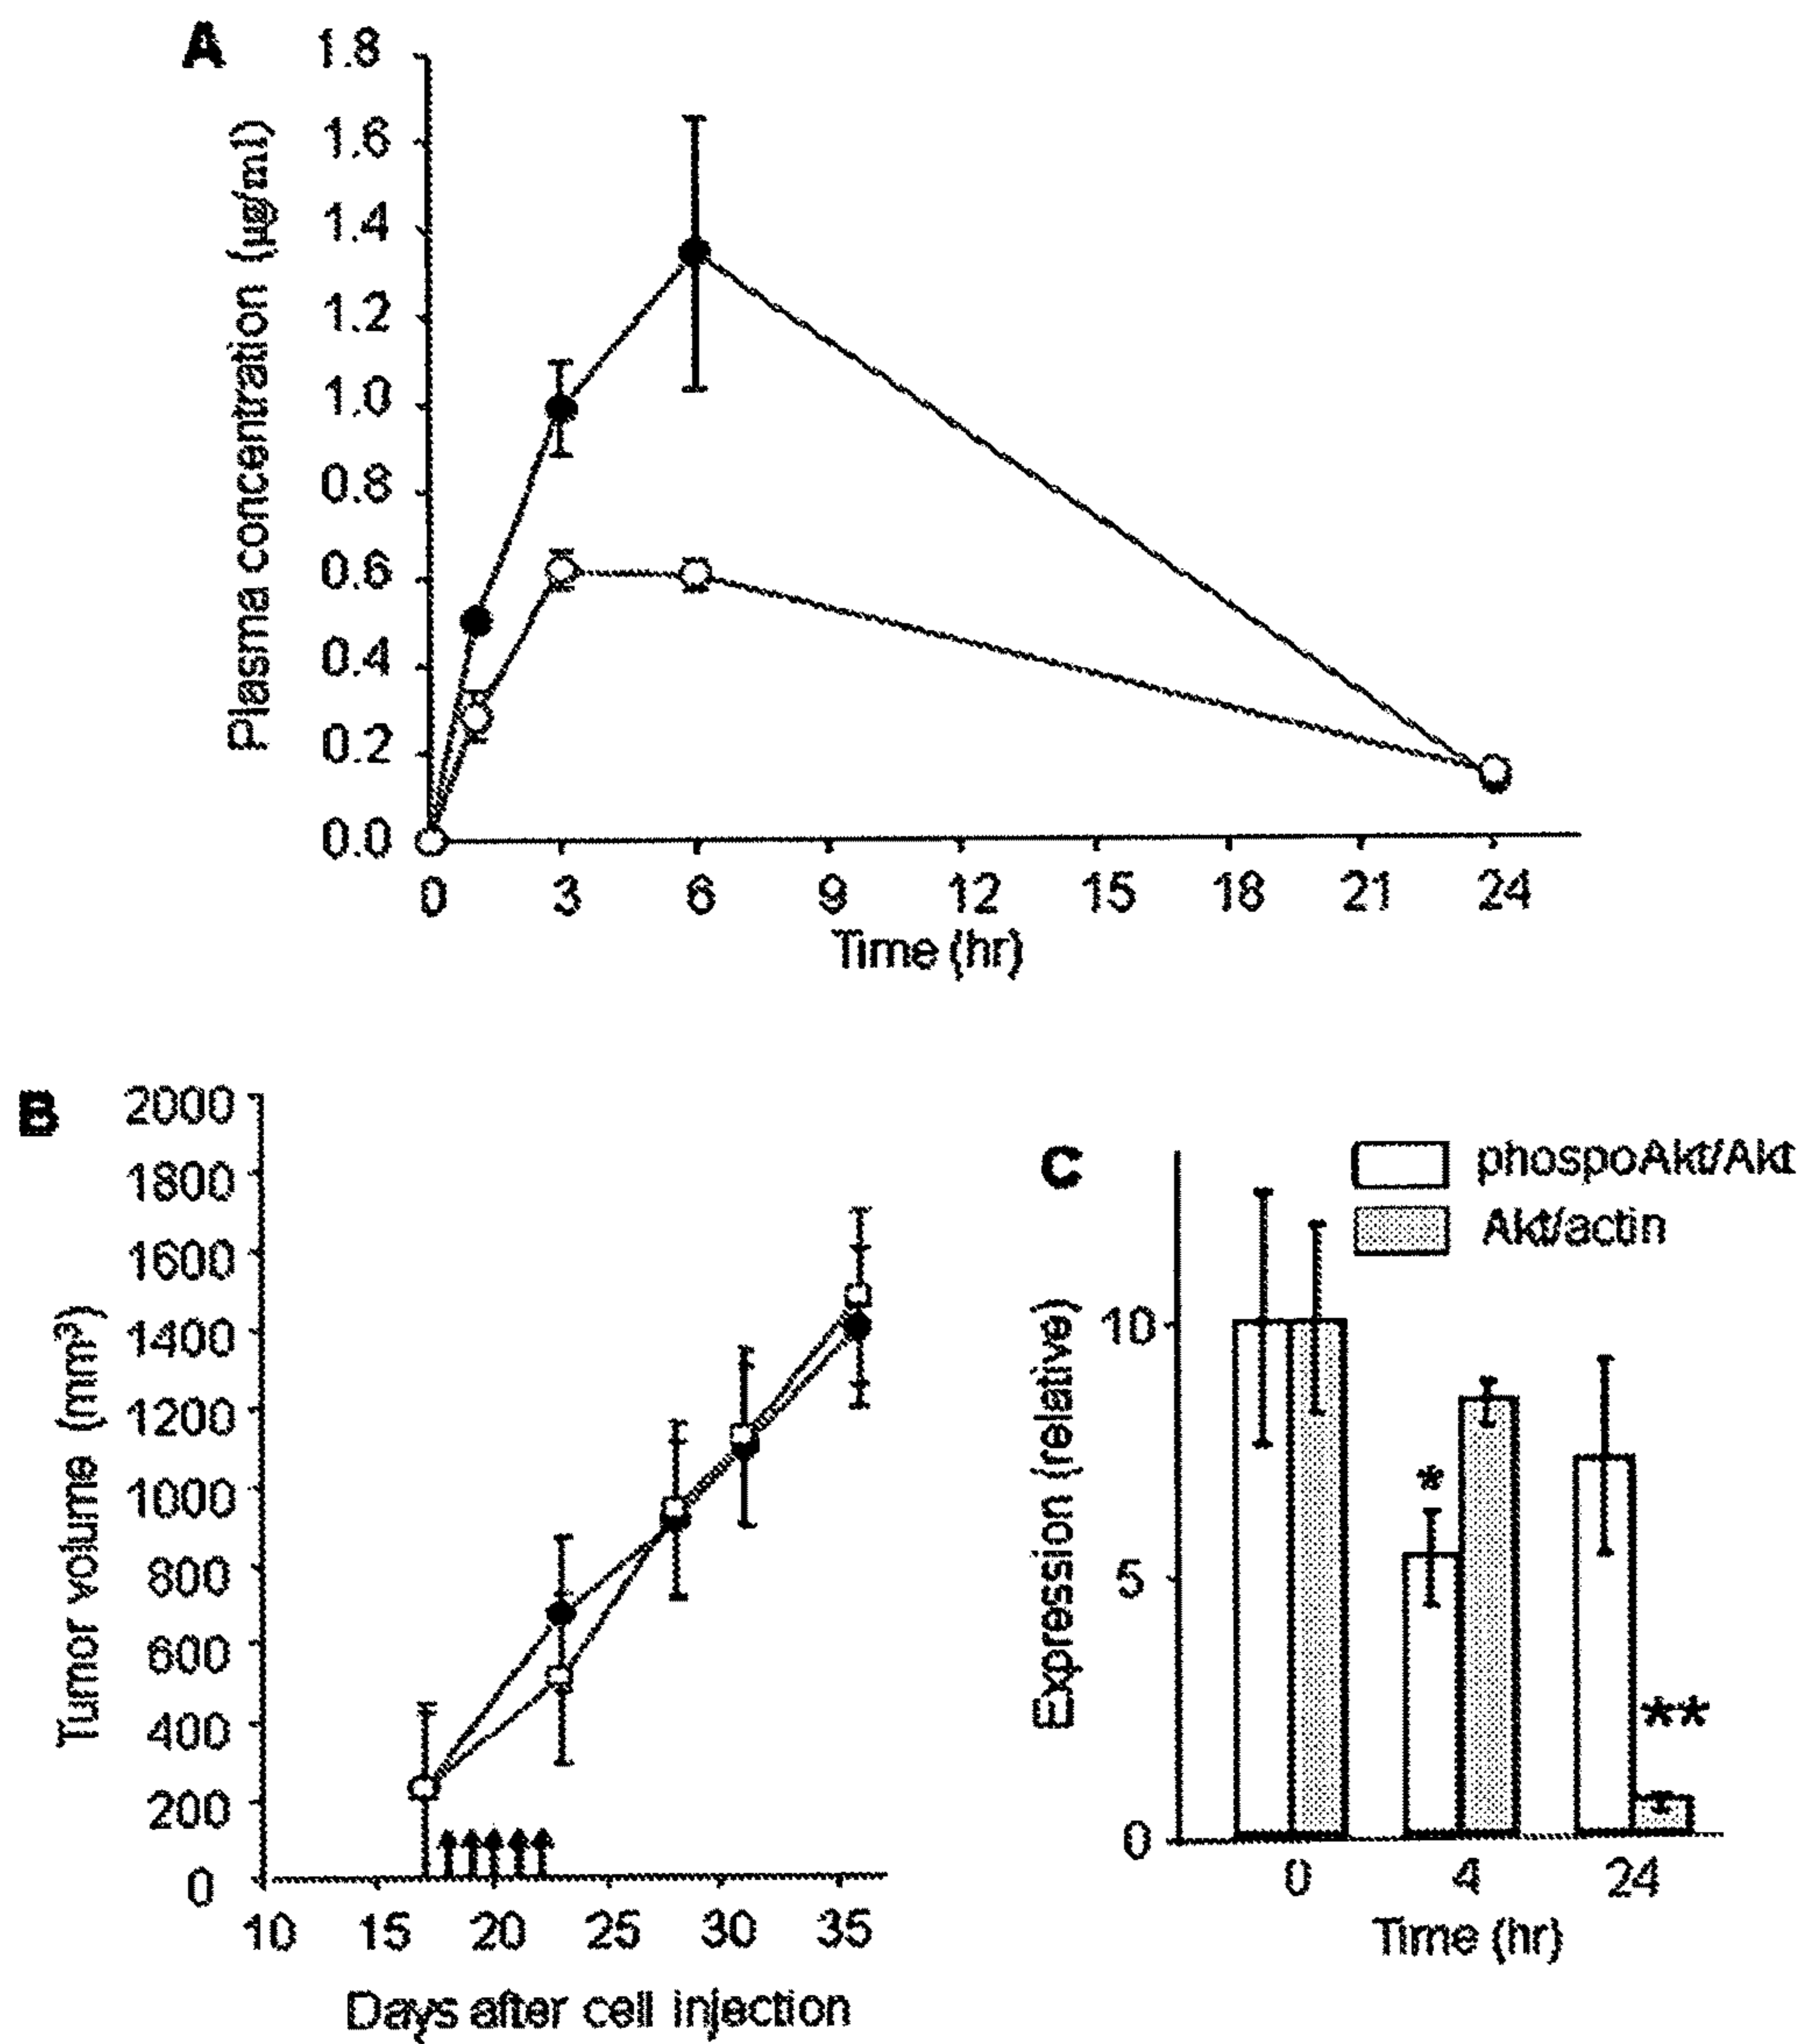 A
1.8
1.6
1.4
1.2
1.0
0.8
0.6
0.4
0.2
0.0
Plasma concentration (µg/ml)
0 3 6 9 12 15 18 21 24
Time (hr)
B
2000
1800
1600
1400
1200
1000
800
600
400
200
0
Tumor volume (mm³)
10 15 20 25 30 35
Days after cell injection
C
phospoAkt/Akt
Akt/actin
10
5
0
Expression (relative)
*
**
0 4 24
Time (hr)